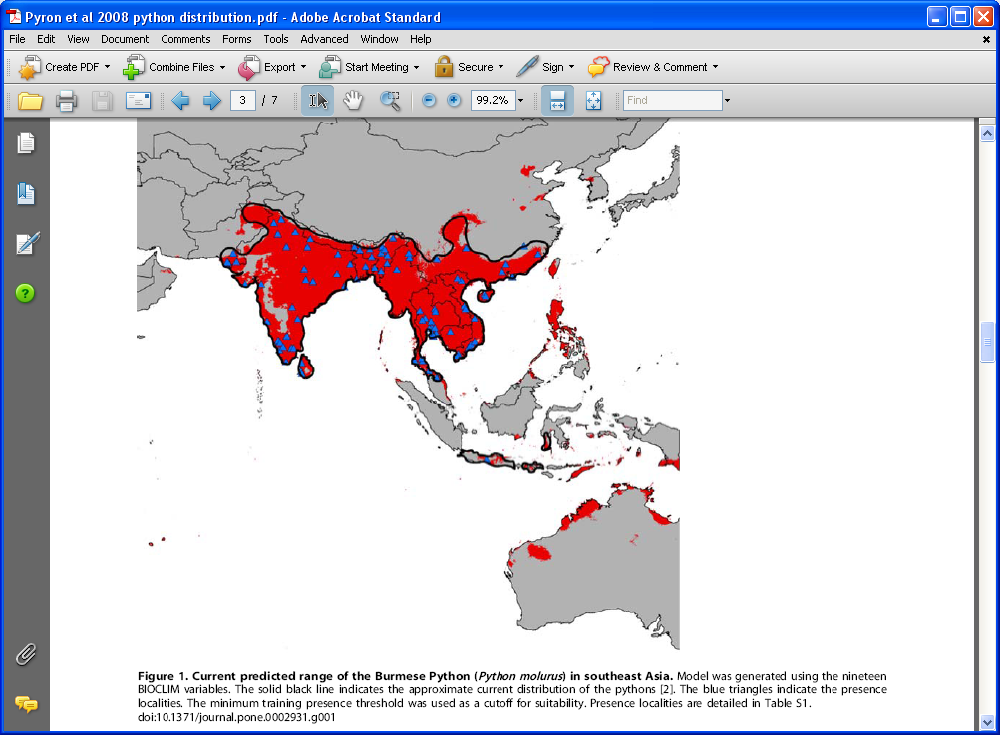 Pyron et al 2008 python distribution.pdf - Adobe Acrobat Standard
File Edit View Document Comments Forms Tools Advanced Window Help
Create PDF Combine Files Export Start Meeting Secure Sign Review & Comment
3 / 7 99.2% Find
Figure 1. Current predicted range of the Burmese Python (Python molurus) in southeast Asia. Model was generated using the nineteen
BIOCLIM variables. The solid black line indicates the approximate current distribution of the pythons [2]. The blue triangles indicate the presence
localities. The minimum training presence threshold was used as a cutoff for suitability. Presence localities are detailed in Table S1.
doi:10.1371/journal.pone.0002931.g001